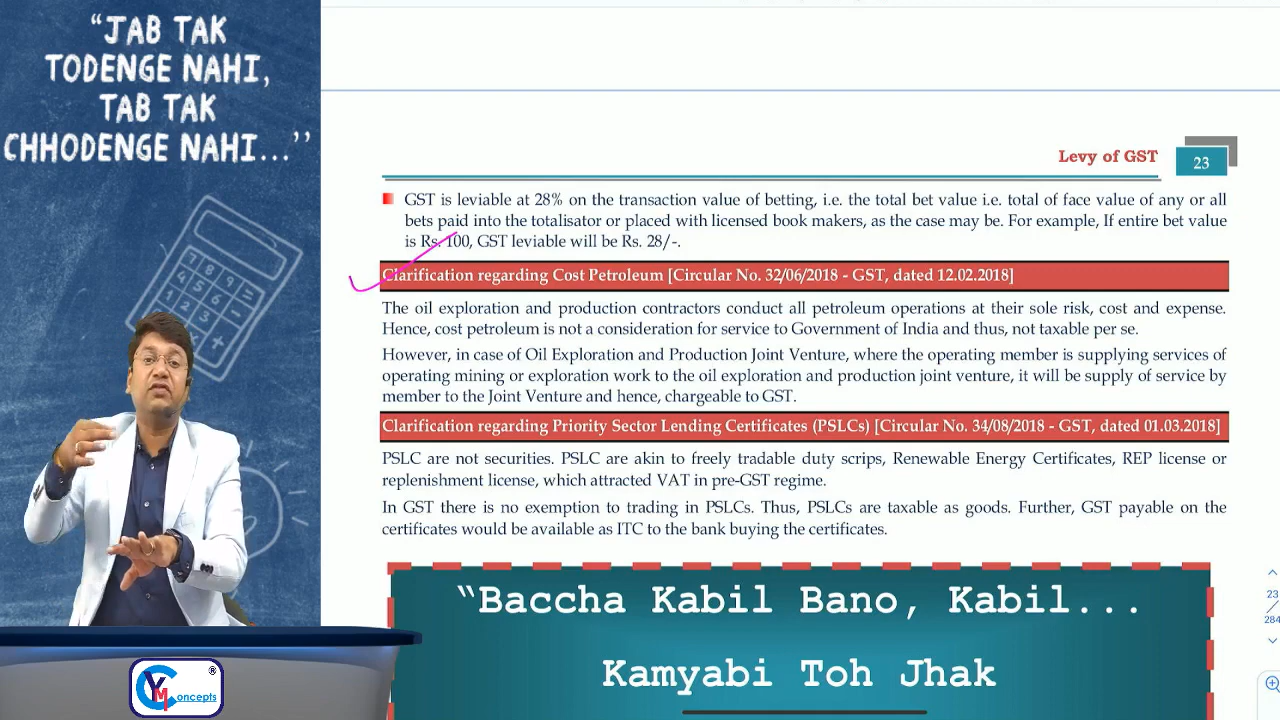 “JAB TAK
TODENGE NAHI,
TAB TAK
CHHODENGE NAHI...’’
Levy of GST
23
GST is leviable at 28% on the transaction value of betting, i.e. the total bet value i.e. total of face value of any or all
bets paid into the totalisator or placed with licensed book makers, as the case may be. For example, If entire bet value
is Rs. 100, GST leviable will be Rs. 28/-.
Clarification regarding Cost Petroleum [Circular No. 32/06/2018 - GST, dated 12.02.2018]
The oil exploration and production contractors conduct all petroleum operations at their sole risk, cost and expense.
Hence, cost petroleum is not a consideration for service to Government of India and thus, not taxable per se.
However, in case of Oil Exploration and Production Joint Venture, where the operating member is supplying services of
operating mining or exploration work to the oil exploration and production joint venture, it will be supply of service by
member to the Joint Venture and hence, chargeable to GST.
Clarification regarding Priority Sector Lending Certificates (PSLCs) [Circular No. 34/08/2018 - GST, dated 01.03.2018]
PSLC are not securities. PSLC are akin to freely tradable duty scrips, Renewable Energy Certificates, REP license or
replenishment license, which attracted VAT in pre-GST regime.
In GST there is no exemption to trading in PSLCs. Thus, PSLCs are taxable as goods. Further, GST payable on the
certificates would be available as ITC to the bank buying the certificates.
“Baccha Kabil Bano, Kabil...
Kamyabi Toh Jhak
23
/
284
YM Concepts ®
7 8 9 ÷
4 5 6 -
1 2 3
+